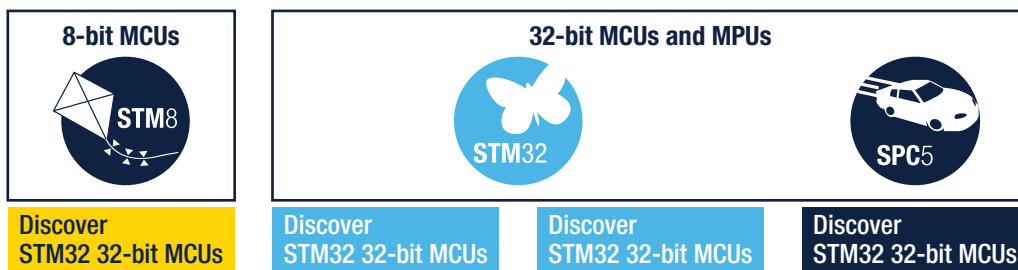 8-bit MCUs
STM8
32-bit MCUs and MPUs
STM32
SPC5
Discover
STM32 32-bit MCUs
Discover
STM32 32-bit MCUs
Discover
STM32 32-bit MCUs
Discover
STM32 32-bit MCUs